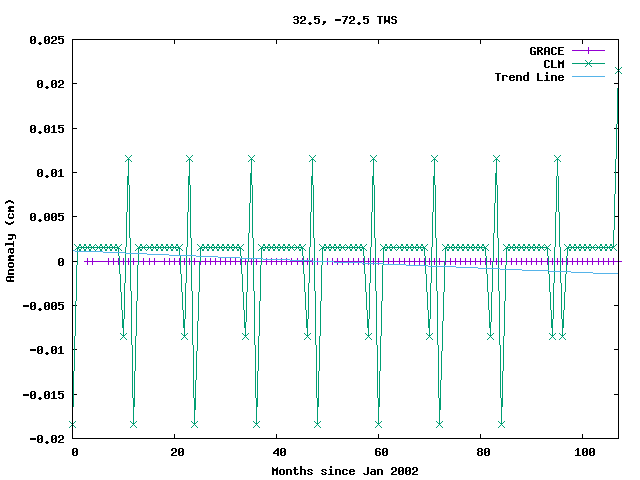 32.5, -72.5 TWS
GRACE
CLM
Trend Line
0.025
0.02
0.015
0.01
0.005
0
-0.005
-0.01
-0.015
-0.02
Anomaly (cm)
0 20 40 60 80 100
Months since Jan 2002